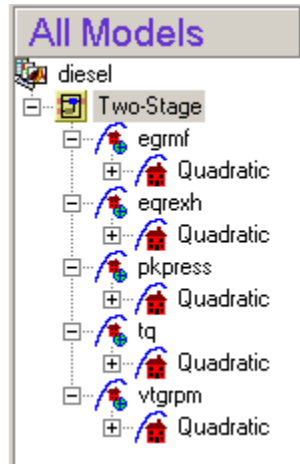 All Models
diesel
Two-Stage
egrmf
Quadratic
eqrexh
Quadratic
pkpress
Quadratic
tq
Quadratic
vtgrpm
Quadratic